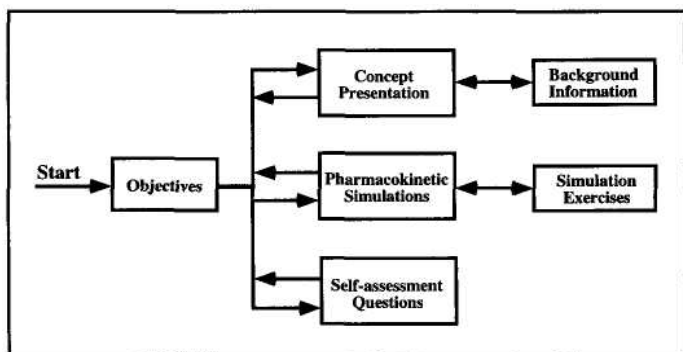 Concept
Presentation
Background
Information
Start
Objectives
Pharmacokinetic
Simulations
Simulation
Exercises
Self-assessment
Questions